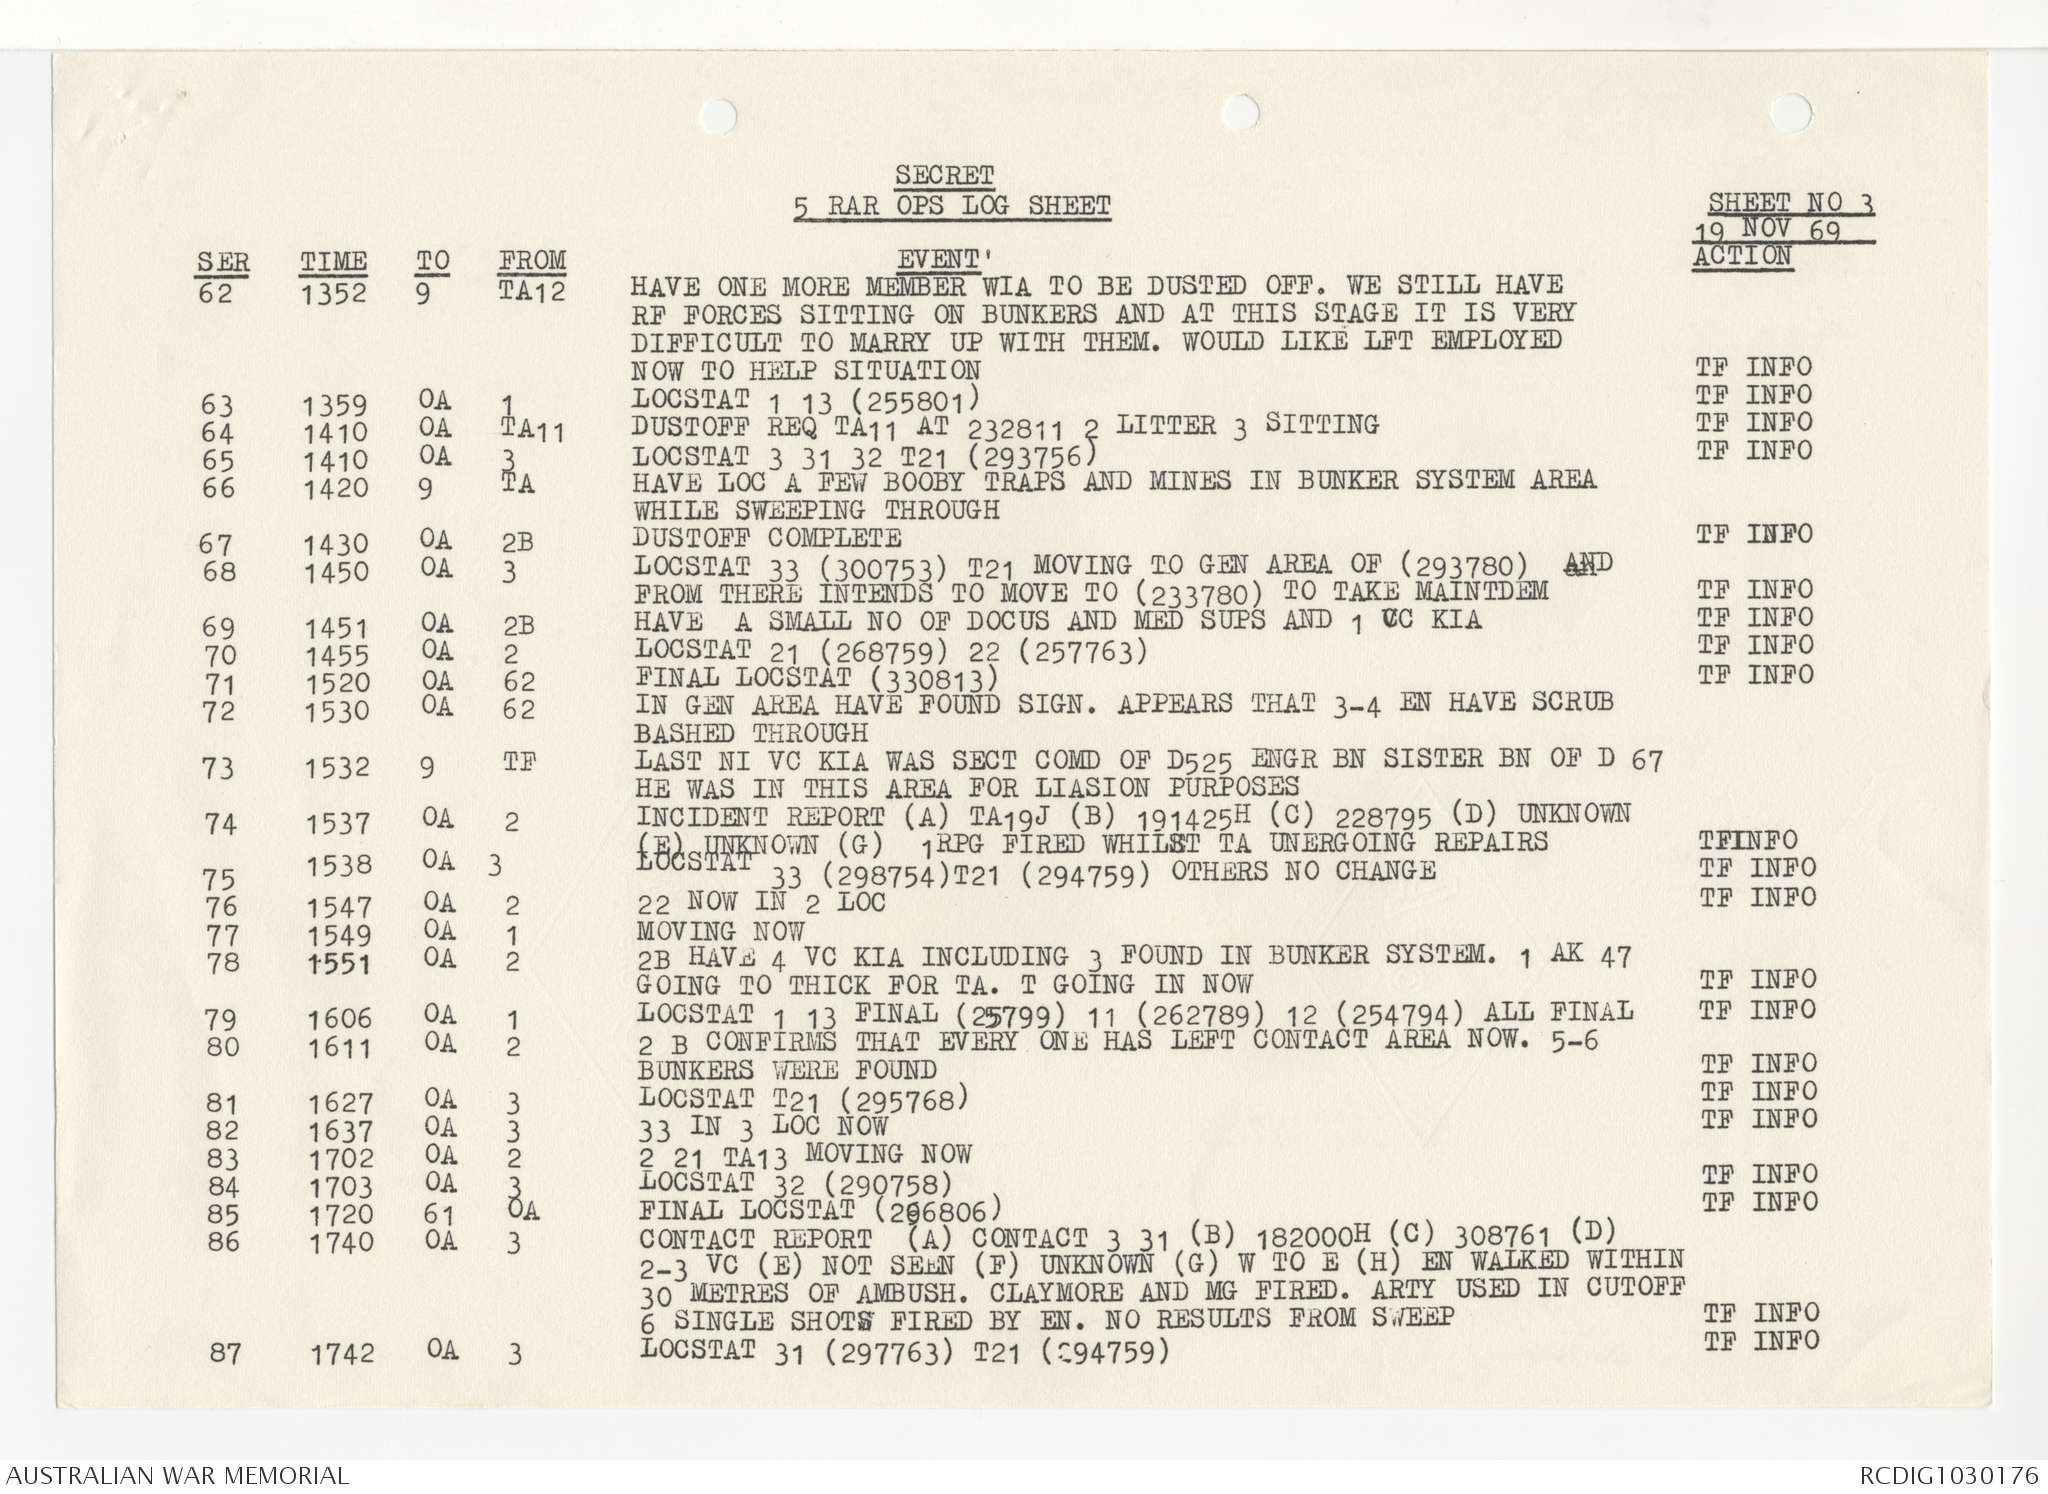 SECRET
5 RAR OPS LOG SHEET
SHEET NO 3
19 NOV 69
SER TIME TO FROM EVENT' ACTION
62 1352 9 TA12 HAVE ONE MORE MEMBER WIA TO BE DUSTED OFF. WE STILL HAVE
RF FORCES SITTING ON BUNKERS AND AT THIS STAGE IT IS VERY
DIFFICULT TO MARRY UP WITH THEM. WOULD LIKE LFT EMPLOYED
NOW TO HELP SITUATION TF INFO
63 1359 OA 1 LOCSTAT 1 13 (255801) TF INFO
64 1410 OA TA11 DUSTOFF REQ TA11 AT 232811 2 LITTER 3 SITTING TF INFO
65 1410 OA 3 LOCSTAT 3 31 32 T21 (293756) TF INFO
66 1420 9 TA HAVE LOC A FEW BOOBY TRAPS AND MINES IN BUNKER SYSTEM AREA
WHILE SWEEPING THROUGH
67 1430 OA 2B DUSTOFF COMPLETE TF INFO
68 1450 OA 3 LOCSTAT 33 (300753) T21 MOVING TO GEN AREA OF (293780) AND
FROM THERE INTENDS TO MOVE TO (233780) TO TAKE MAINTDEM TF INFO
69 1451 OA 2B HAVE A SMALL NO OF DOCUS AND MED SUPS AND 1 VC KIA TF INFO
70 1455 OA 2 LOCSTAT 21 (268759) 22 (257763) TF INFO
71 1520 OA 62 FINAL LOCSTAT (330813) TF INFO
72 1530 OA 62 IN GEN AREA HAVE FOUND SIGN. APPEARS THAT 3-4 EN HAVE SCRUB
BASHED THROUGH
73 1532 9 TF LAST NI VC KIA WAS SECT COMD OF D525 ENGR BN SISTER BN OF D 67
HE WAS IN THIS AREA FOR LIASION PURPOSES
74 1537 OA 2 INCIDENT REPORT (A) TA19J (B) 191425H (C) 228795 (D) UNKNOWN
(E) UNKNOWN (G) 1RPG FIRED WHILST TA UNERGOING REPAIRS TFINFO
75 1538 OA 3 LOCSTAT 33 (298754)T21 (294759) OTHERS NO CHANGE TF INFO
76 1547 OA 2 22 NOW IN 2 LOC TF INFO
77 1549 OA 1 MOVING NOW
78 1551 OA 2 2B HAVE 4 VC KIA INCLUDING 3 FOUND IN BUNKER SYSTEM. 1 AK 47
GOING TO THICK FOR TA. T GOING IN NOW TF INFO
79 1606 OA 1 LOCSTAT 1 13 FINAL (25799) 11 (262789) 12 (254794) ALL FINAL TF INFO
80 1611 OA 2 2 B CONFIRMS THAT EVERY ONE HAS LEFT CONTACT AREA NOW. 5-6
BUNKERS WERE FOUND TF INFO
81 1627 OA 3 LOCSTAT T21 (295768) TF INFO
82 1637 OA 3 33 IN 3 LOC NOW TF INFO
83 1702 OA 2 2 21 TA13 MOVING NOW
84 1703 OA 3 LOCSTAT 32 (290758) TF INFO
85 1720 61 OA FINAL LOCSTAT (266806) TF INFO
86 1740 OA 3 CONTACT REPORT (A) CONTACT 3 31 (B) 182000H (C) 308761 (D)
2-3 VC (E) NOT SEEN (F) UNKNOWN (G) W TO E (H) EN WALKED WITHIN
30 METRES OF AMBUSH. CLAYMORE AND MG FIRED. ARTY USED IN CUTOFF
6 SINGLE SHOTS FIRED BY EN. NO RESULTS FROM SWEEP TF INFO
87 1742 OA 3 LOCSTAT 31 (297763) T21 (294759) TF INFO
AUSTRALIAN WAR MEMORIAL
RCDIG1030176